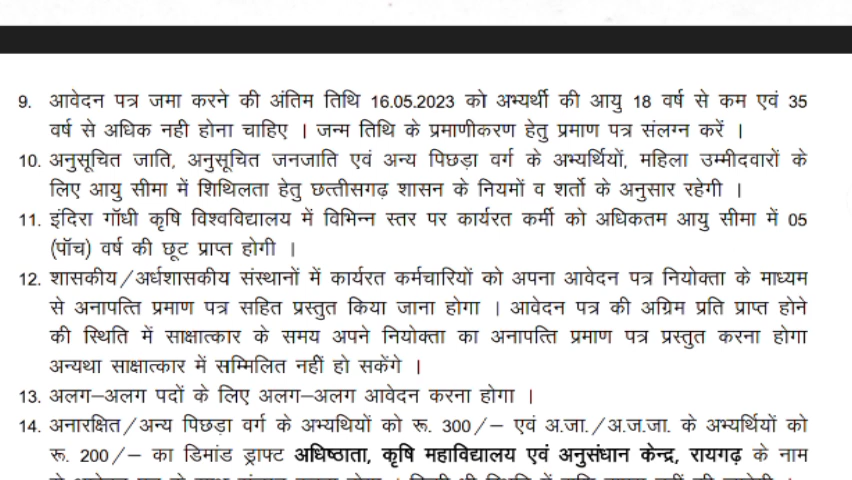 9. आवेदन पत्र जमा करने की अंतिम तिथि 16.05.2023 को अभ्यर्थी की आयु 18 वर्ष से कम एवं 35
वर्ष से अधिक नही होना चाहिए । जन्म तिथि के प्रमाणीकरण हेतु प्रमाण पत्र संलग्न करें ।
10. अनुसूचित जाति, अनुसूचित जनजाति एवं अन्य पिछड़ा वर्ग के अभ्यर्थियों, महिला उम्मीदवारों के
लिए आयु सीमा में शिथिलता हेतु छत्तीसगढ़ शासन के नियमों व शर्तो के अनुसार रहेगी ।
11. इंदिरा गॉधी कृषि विश्वविद्यालय में विभिन्न स्तर पर कार्यरत कर्मी को अधिकतम आयु सीमा में 05
(पॉच) वर्ष की छूट प्राप्त होगी ।
12. शासकीय/अर्धशासकीय संस्थानों में कार्यरत कर्मचारियों को अपना आवेदन पत्र नियोक्ता के माध्यम
से अनापत्ति प्रमाण पत्र सहित प्रस्तुत किया जाना होगा । आवेदन पत्र की अग्रिम प्रति प्राप्त होने
की स्थिति में साक्षात्कार के समय अपने नियोक्ता का अनापत्ति प्रमाण पत्र प्रस्तुत करना होगा
अन्यथा साक्षात्कार में सम्मिलित नहीं हो सकेंगे ।
13. अलग–अलग पदों के लिए अलग–अलग आवेदन करना होगा ।
14. अनारक्षित/अन्य पिछड़ा वर्ग के अभ्यथियों को रू. 300/– एवं अ.जा./अ.ज.जा. के अभ्यर्थियों को
रू. 200/– का डिमांड ड्राफ्ट अधिष्ठाता, कृषि महाविद्यालय एवं अनुसंधान केन्द्र, रायगढ़ के नाम